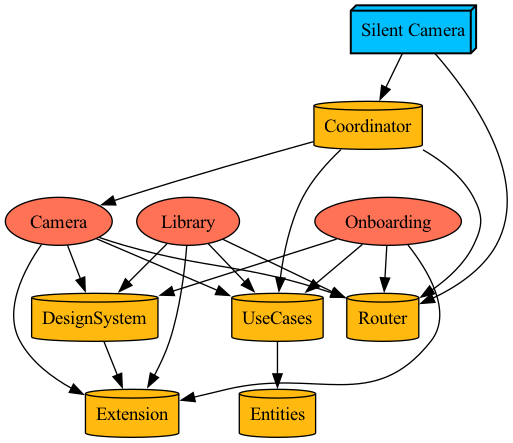 Silent Camera
Coordinator
Camera
Library
Onboarding
DesignSystem
UseCases
Router
Extension
Entities